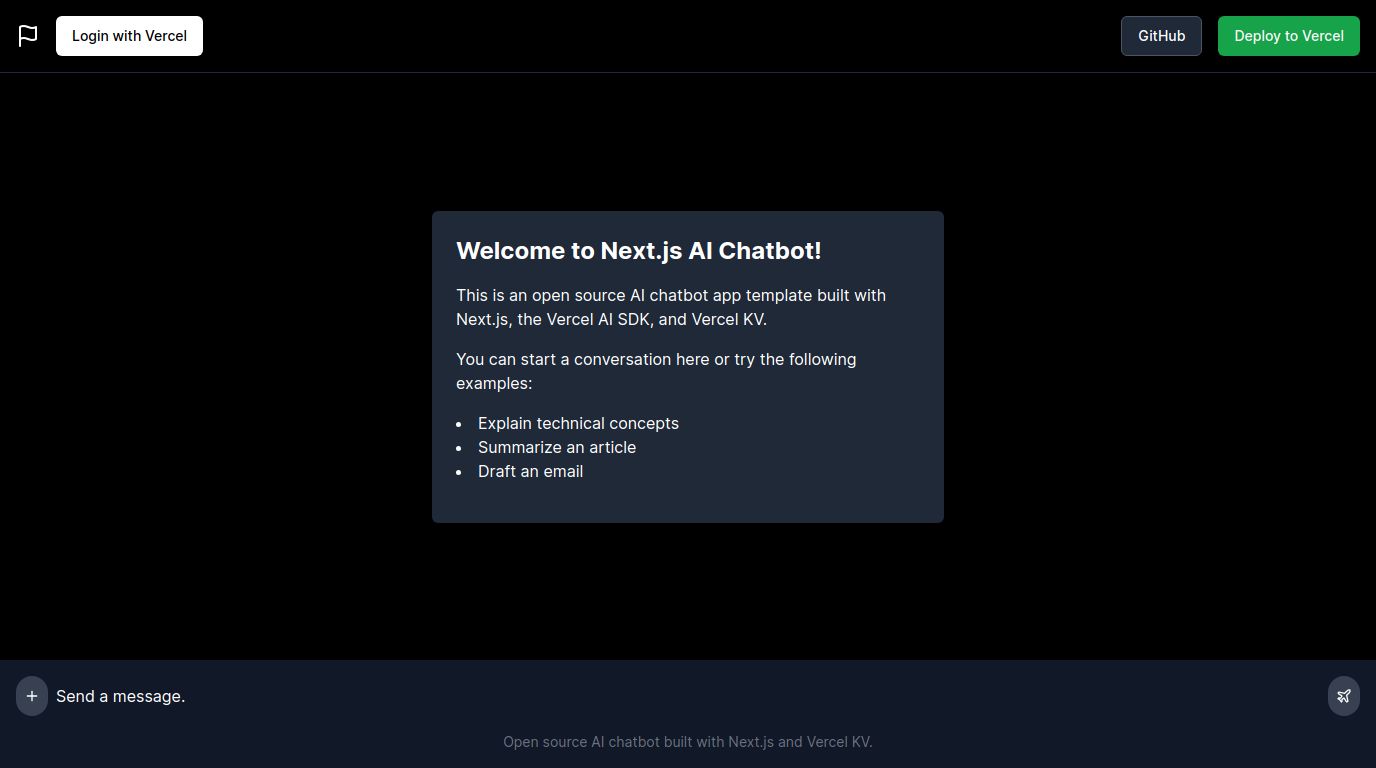 Login with Vercel
GitHub
Deploy to Vercel
Welcome to Next.js AI Chatbot!
This is an open source AI chatbot app template built with
Next.js, the Vercel AI SDK, and Vercel KV.
You can start a conversation here or try the following
examples:
• Explain technical concepts
• Summarize an article
• Draft an email
Send a message.
Open source AI chatbot built with Next.js and Vercel KV.